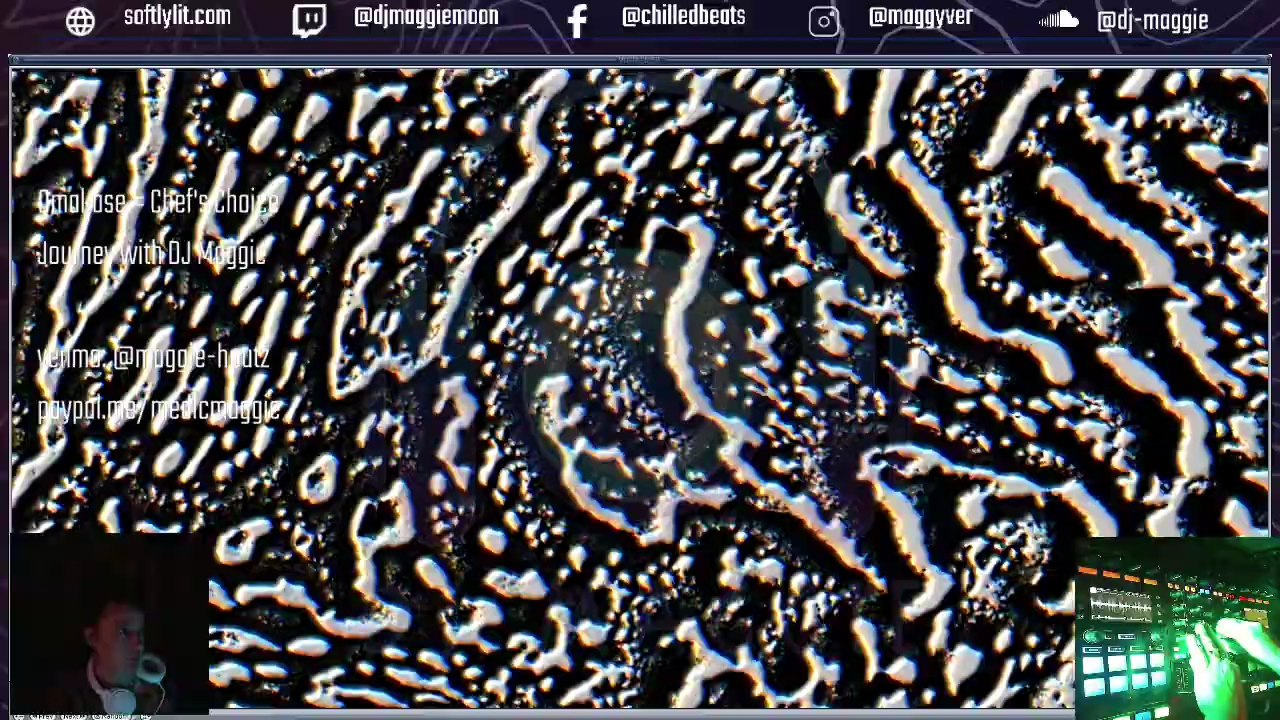 softlylit.com @djmaggiemoon @chilledbeats @maggyver @dj-maggie
Omakase = Chef's Choice
Journey with DJ Maggie
venmo: @maggie-houtz
paypal.me/medicmaggie